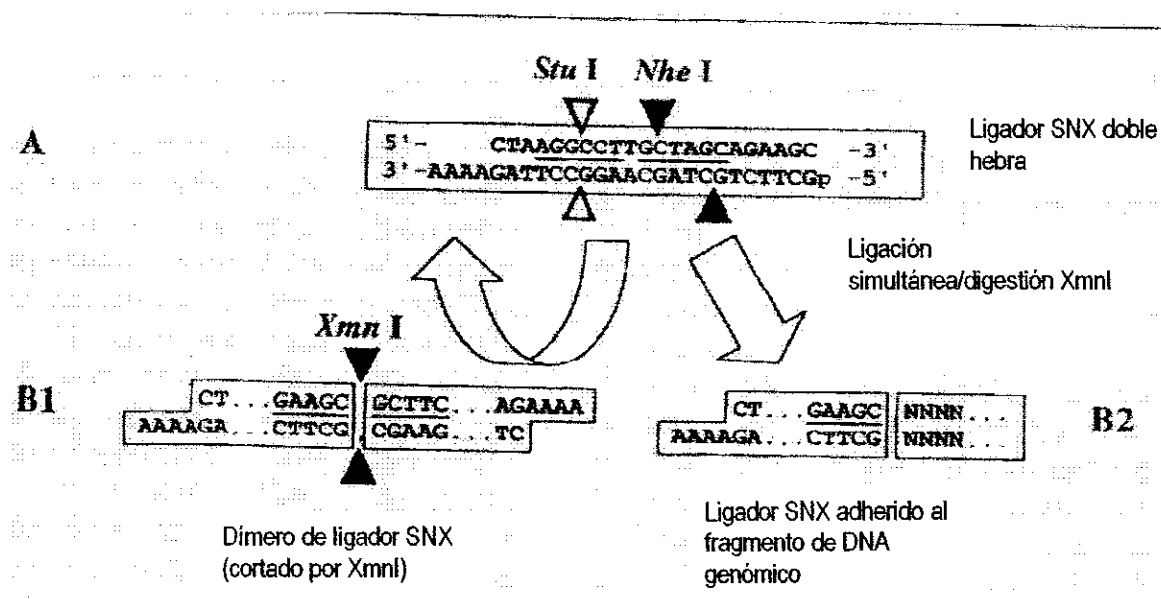 Stu I Nhe I
A
5'- CTAAGGCCTTGCTAGCAGAAGC -3'
3'-AAAAGATTCCGGAACGATCGTCTTCGp -5'
Ligador SNX doble
hebra
Ligación
simultánea/digestión XmnI
Xmn I
B1
CT...GAAGC GCTTC...AGAAAA
AAAAGA...CTTCG CGAAG...TC
CT...GAAGC NNNN...
AAAAGA...CTTCG NNNN...
B2
Dímero de ligador SNX
(cortado por XmnI)
Ligador SNX adherido al
fragmento de DNA
genómico